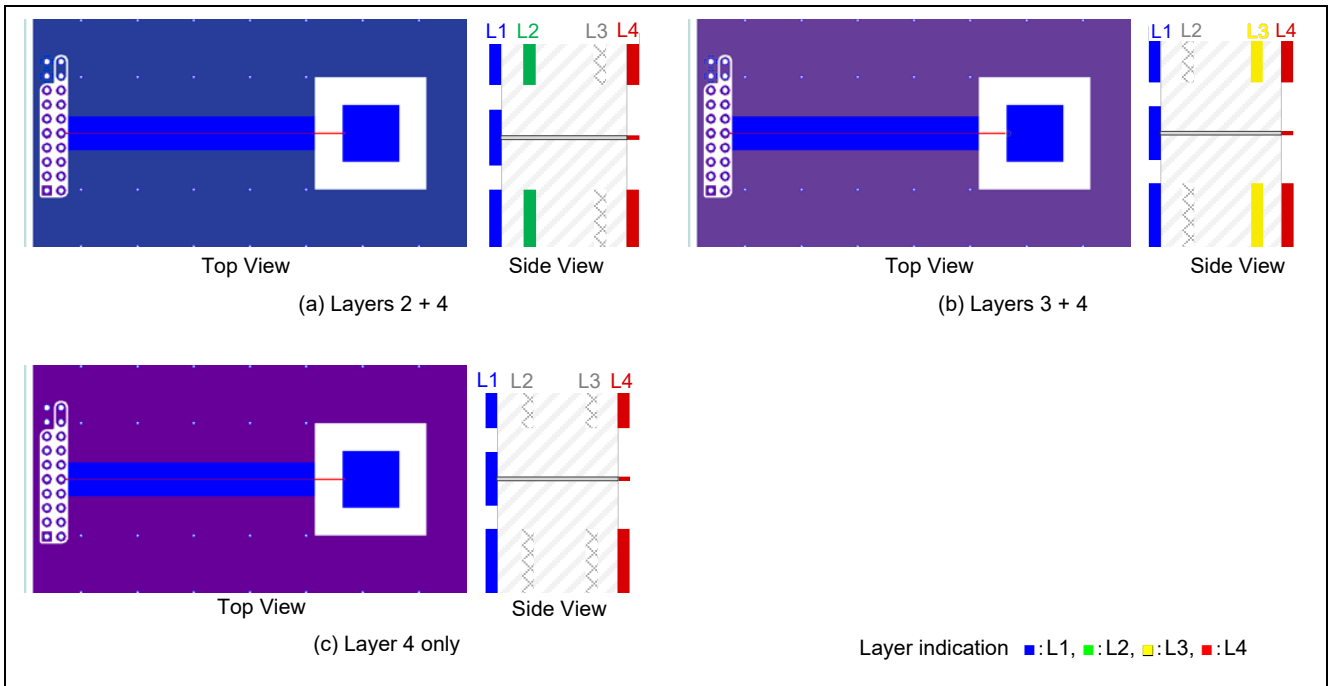 L1 L2 L3 L4
L1 L2 L3 L4
Top View
Side View
Top View
Side View
(a) Layers 2 + 4
(b) Layers 3 + 4
L1 L2 L3 L4
Top View
Side View
(c) Layer 4 only
Layer indication ■:L1, ■:L2, ■:L3, ■:L4